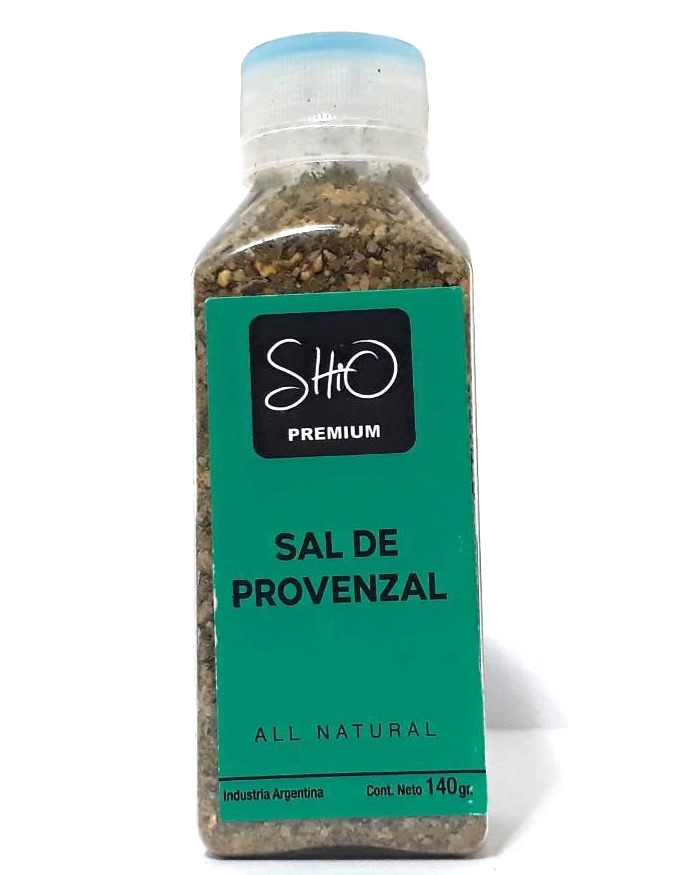 SHiO
PREMIUM
SAL DE
PROVENZAL
ALL NATURAL
Industria Argentina Cont. Neto 140gr.